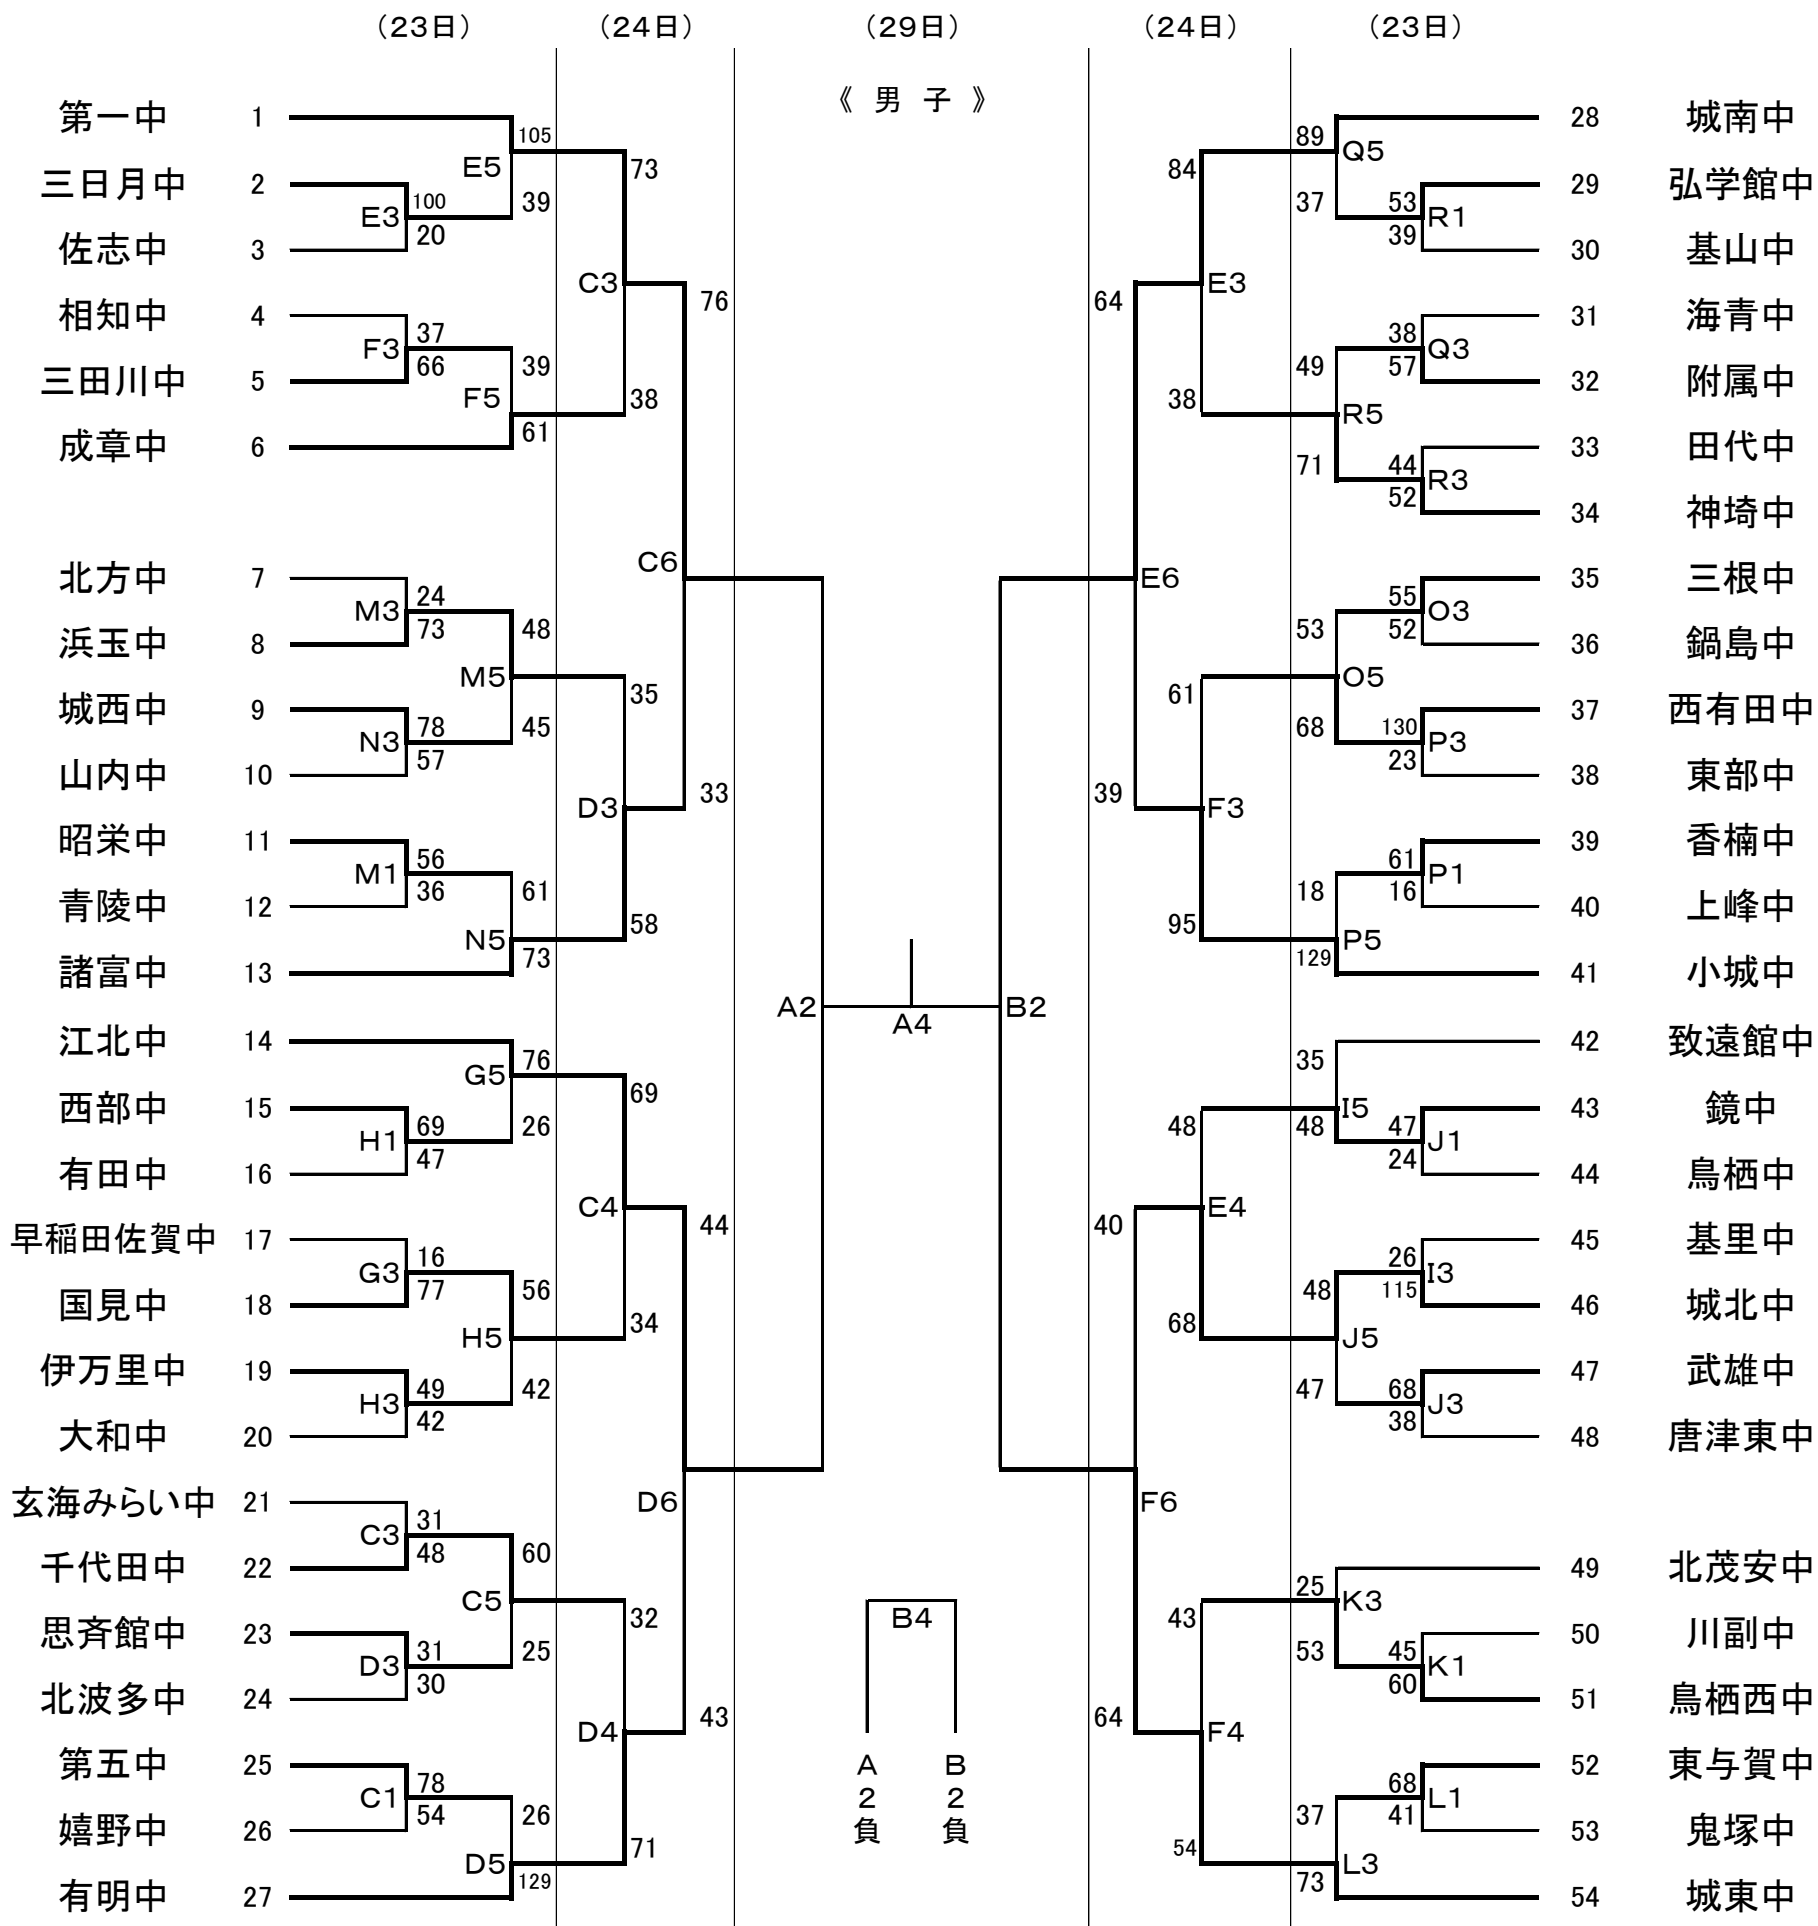 （23日）　（24日）　（29日）　（24日）　（23日）
《 男 子 》
第一中 1
105
E5
73
三日月中 2
100
E3
39
20
佐志中 3
C3
76
相知中 4
37
F3
66
39
三田川中 5
F5
38
61
成章中 6
C6
北方中 7
24
M3
73
48
浜玉中 8
M5
35
城西中 9
78
N3
45
57
山内中 10
D3
33
昭栄中 11
56
M1
36
61
青陵中 12
58
N5
73
諸富中 13
江北中 14
76
G5
69
西部中 15
69
H1
26
47
有田中 16
C4
44
早稲田佐賀中 17
16
G3
77
56
国見中 18
34
H5
伊万里中 19
49
H3
42
42
大和中 20
玄海みらい中 21
D6
31
C3
48
60
千代田中 22
C5
32
思斉館中 23
31
D3
25
30
北波多中 24
D4
43
第五中 25
78
C1
54
26
嬉野中 26
71
D5
129
有明中 27
A2
A4
B2
B4
A2負
B2負
28 城南中
89
Q5
84
29 弘学館中
37
53
R1
39
30 基山中
64
E3
31 海青中
38
Q3
49
57
32 附属中
38
R5
33 田代中
71
44
R3
52
34 神埼中
E6
35 三根中
55
O3
53
52
36 鍋島中
61
O5
37 西有田中
68
130
P3
23
38 東部中
39
F3
39 香楠中
61
P1
18
16
40 上峰中
95
P5
129
41 小城中
42 致遠館中
35
43 鏡中
48
I5
48
47
J1
24
44 鳥栖中
40
E4
45 基里中
26
I3
48
115
46 城北中
68
J5
47 武雄中
47
68
J3
38
48 唐津東中
F6
49 北茂安中
25
K3
43
50 川副中
53
45
K1
60
51 鳥栖西中
64
F4
52 東与賀中
68
L1
37
41
53 鬼塚中
54
L3
73
54 城東中